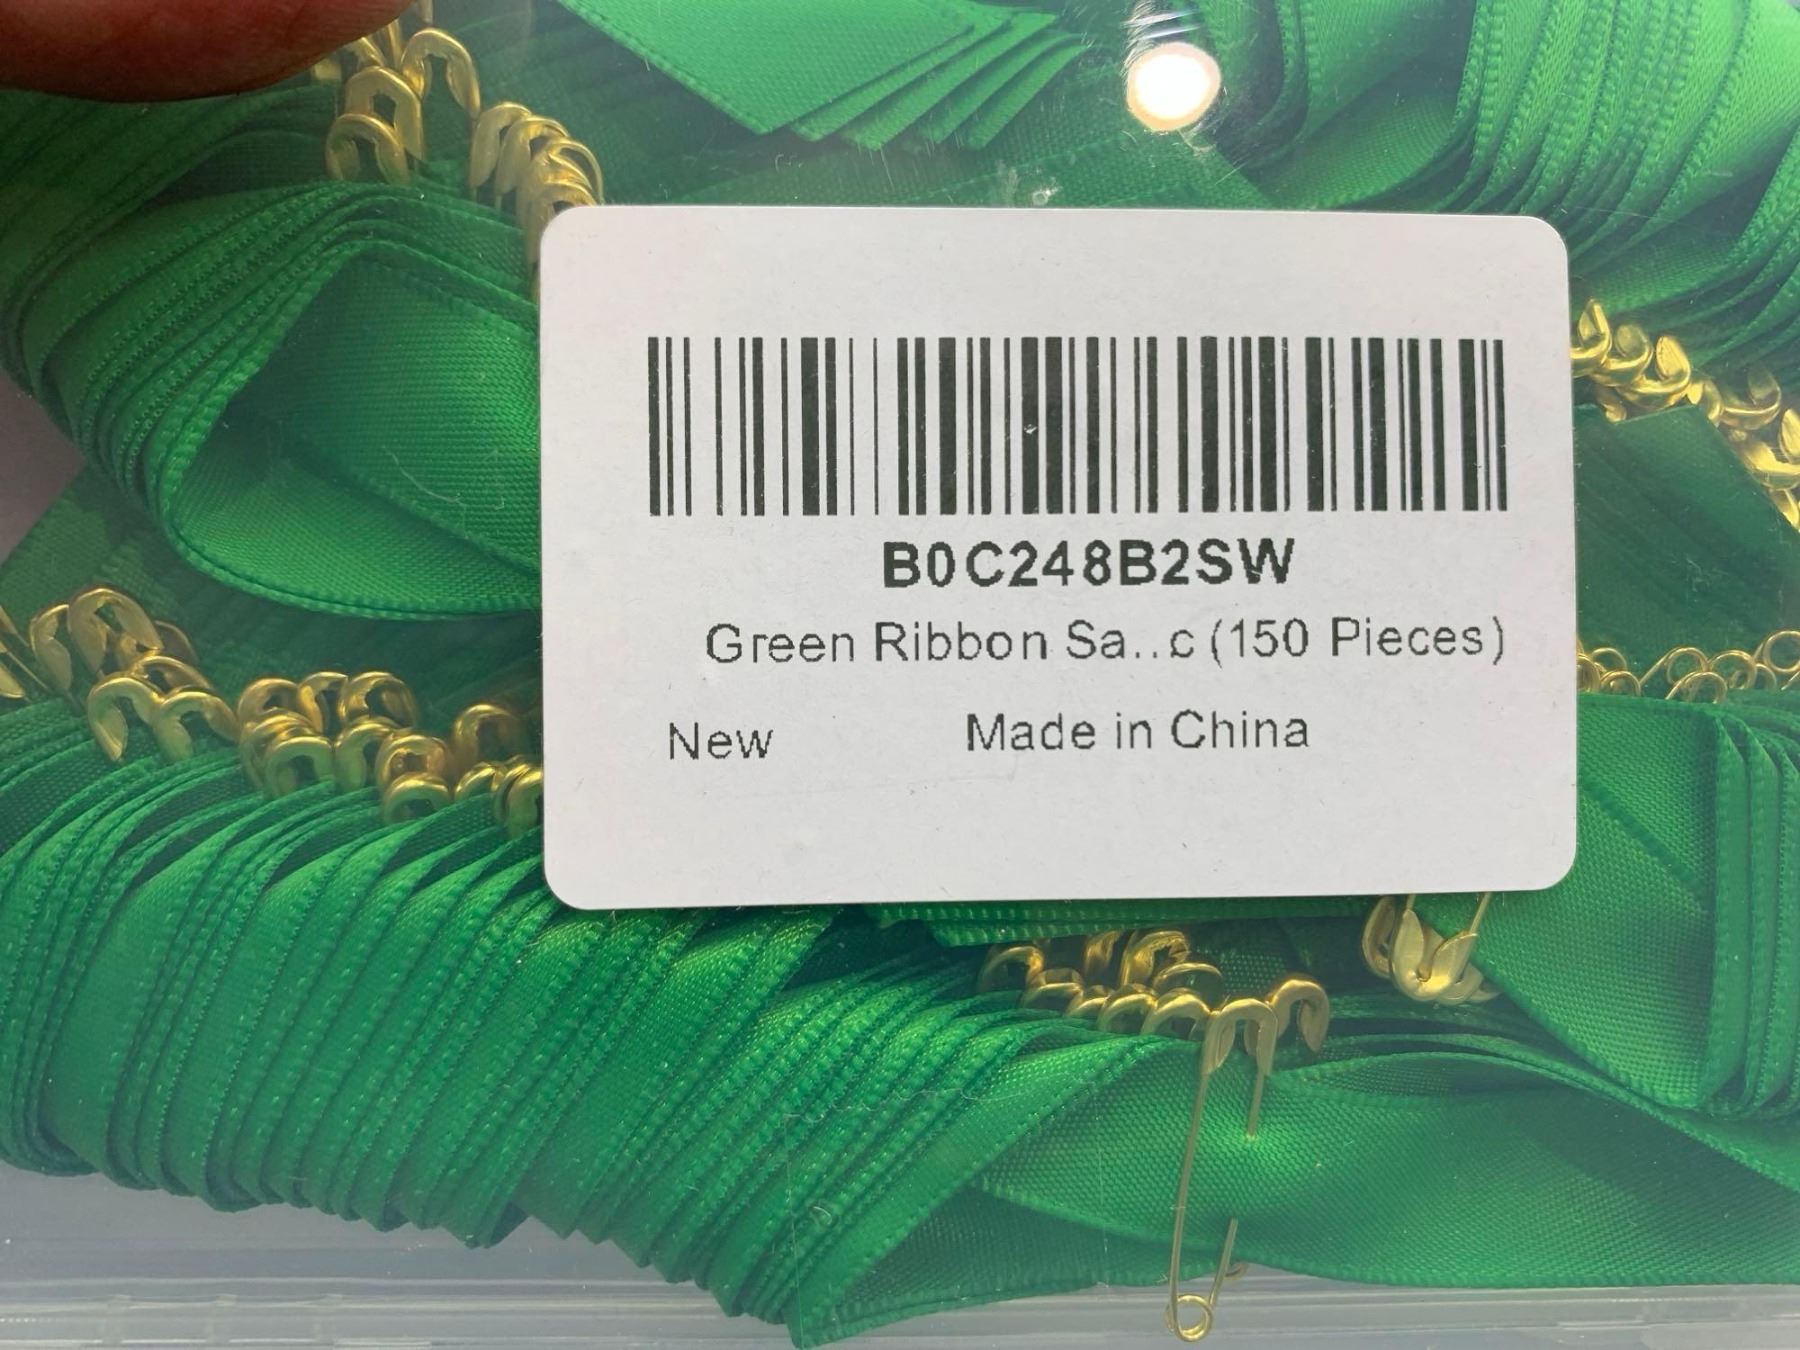 B0C248B2SW
Green Ribbon Sa..c (150 Pieces)
New Made in China